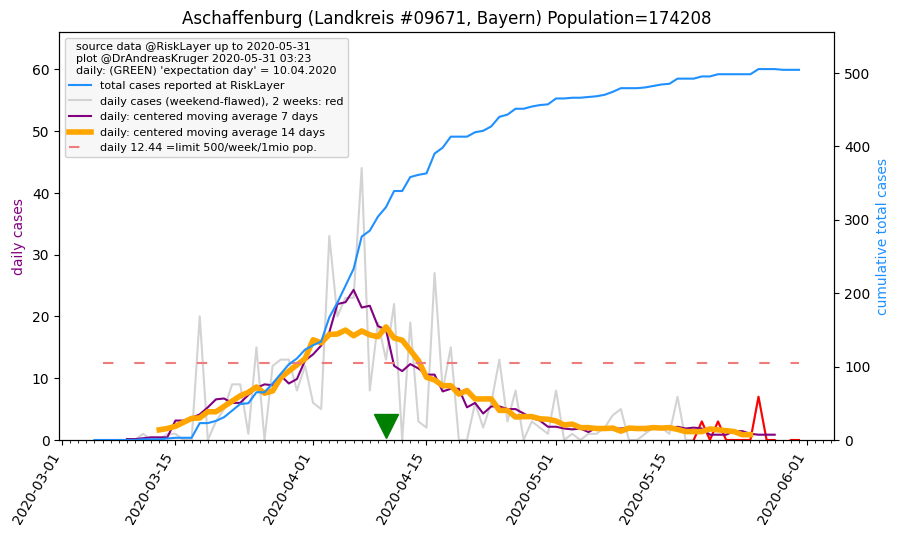 Aschaffenburg (Landkreis #09671, Bayern) Population=174208
source data @RiskLayer up to 2020-05-31
plot @DrAndreasKruger 2020-05-31 03:23
daily: (GREEN) 'expectation day' = 10.04.2020
total cases reported at RiskLayer
daily cases (weekend-flawed), 2 weeks: red
daily: centered moving average 7 days
daily: centered moving average 14 days
daily 12.44 =limit 500/week/1mio pop.
daily cases
60
50
40
30
20
10
0
cumulative total cases
500
400
300
200
100
0
2020-03-01
2020-03-15
2020-04-01
2020-04-15
2020-05-01
2020-05-15
2020-06-01